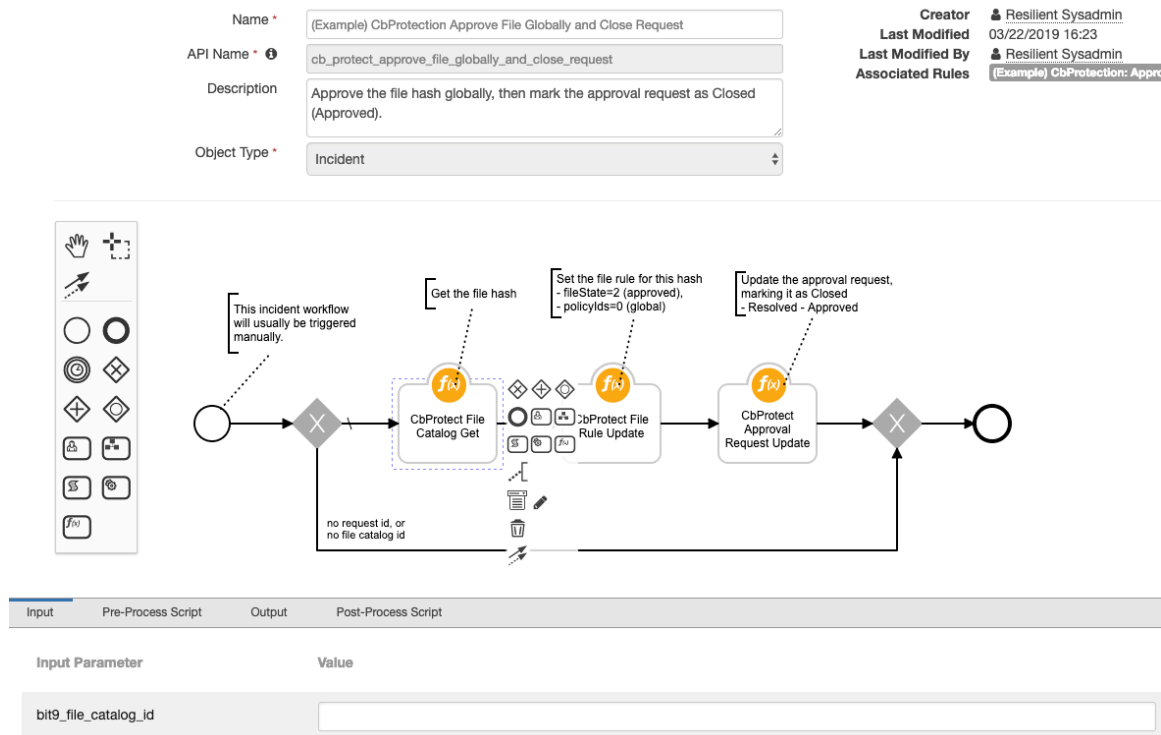 Name *
(Example) CbProtection Approve File Globally and Close Request
API Name *
cb_protect_approve_file_globally_and_close_request
Description
Approve the file hash globally, then mark the approval request as Closed
(Approved).
Object Type *
Incident
Creator
Resilient Sysadmin
Last Modified
03/22/2019 16:23
Last Modified By
Resilient Sysadmin
Associated Rules
(Example) CbProtection: Appro
This incident workflow
will usually be triggered
manually.
Get the file hash
Set the file rule for this hash
- fileState=2 (approved),
- policyIds=0 (global)
Update the approval request,
marking it as Closed
- Resolved - Approved
X
f(x)
CbProtect File
Catalog Get
f(x)
CbProtect File
Rule Update
f(x)
CbProtect
Approval
Request Update
X
no request id, or
no file catalog id
f(x)
Input
Pre-Process Script
Output
Post-Process Script
Input Parameter
Value
bit9_file_catalog_id